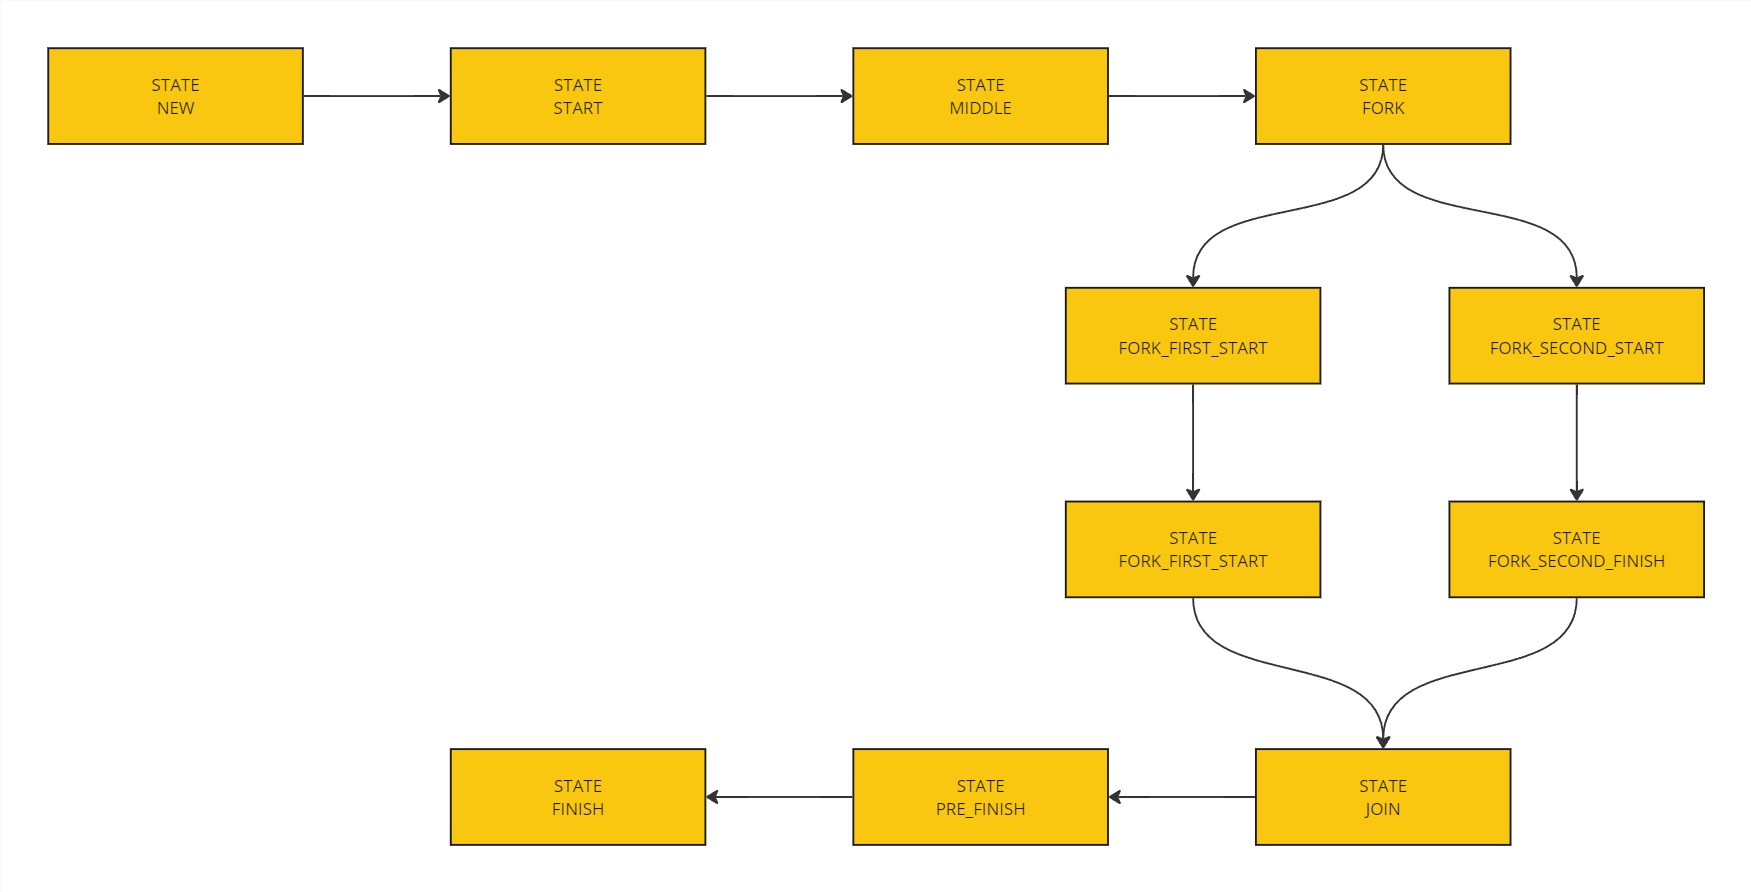 STATE
NEW
STATE
START
STATE
MIDDLE
STATE
FORK
STATE
FORK_FIRST_START
STATE
FORK_SECOND_START
STATE
FORK_FIRST_START
STATE
FORK_SECOND_FINISH
STATE
FINISH
STATE
PRE_FINISH
STATE
JOIN